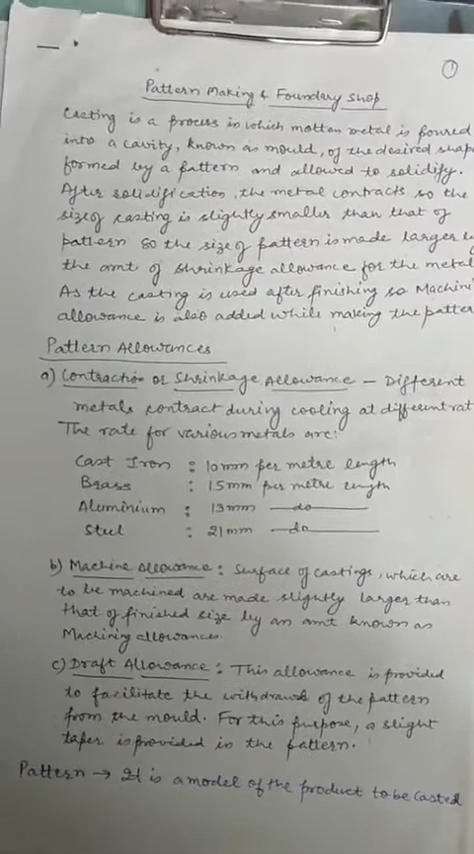 1
Pattern Making & Foundary Shop
Casting is a process in which molten metal is poured
into a cavity, known as mould, of the desired shape
formed by a pattern and allowed to solidify.
After solidification, the metal contracts so the
size of casting is slightly smaller than that of
pattern so the size of pattern is made larger by
the amt of shrinkage allowance for the metal
As the casting is used after finishing so Machini
allowance is also added while making the patter
Pattern Allowances
a) Contraction or Shrinkage Allowance – Different
metals contract during cooling at different rat
The rate for various metals are:
Cast Iron : 10mm per metre length
Brass : 15mm per metre length
Aluminium : 13mm —do—
Steel : 21mm —do—
b) Machine Allowance : Surface of castings, which are
to be machined are made slightly larger than
that of finished size by an amt known as
Machining allowances.
c) Draft Allowance : This allowance is provided
to facilitate the withdrawal of the pattern
from the mould. For this purpose, a slight
taper is provided in the pattern.
Pattern → It is a model of the product to be Casted